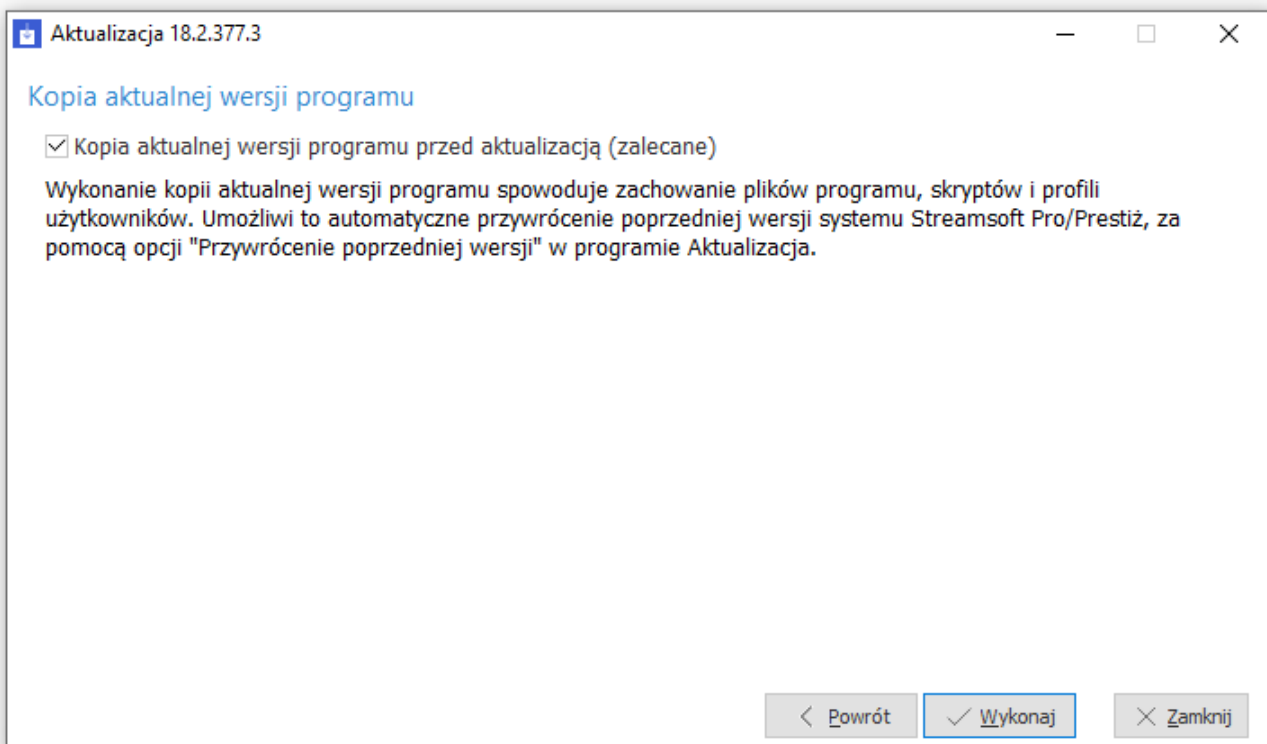 Aktualizacja 18.2.377.3
Kopia aktualnej wersji programu
Kopia aktualnej wersji programu przed aktualizacją (zalecane)
Wykonanie kopii aktualnej wersji programu spowoduje zachowanie plików programu, skryptów i profili
użytkowników. Umożliwi to automatyczne przywrócenie poprzedniej wersji systemu Streamsoft Pro/Prestiż, za
pomocą opcji "Przywrócenie poprzedniej wersji" w programie Aktualizacja.
Powrót
Wykonaj
Zamknij